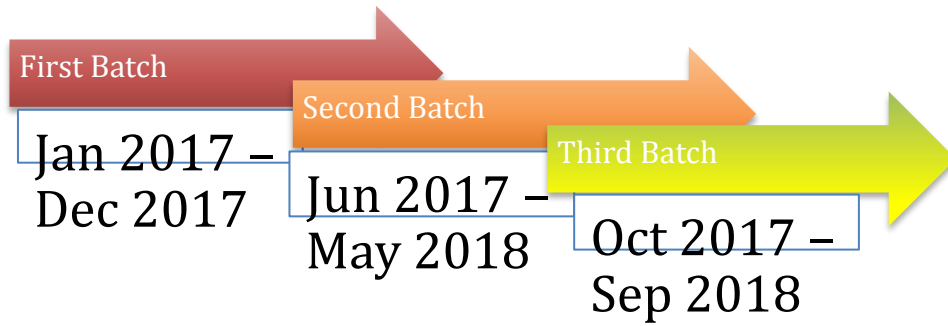 First Batch
Jan 2017 –
Dec 2017
Second Batch
Jun 2017 –
May 2018
Third Batch
Oct 2017 –
Sep 2018